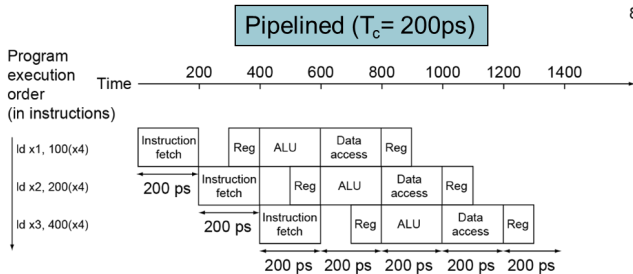 8
Pipelined (Tc= 200ps)
Program
execution
order
(in instructions)
Time
200 400 600 800 1000 1200 1400
ld x1, 100(x4)
Instruction
fetch
Reg
ALU
Data
access
Reg
200 ps
ld x2, 200(x4)
Instruction
fetch
Reg
ALU
Data
access
Reg
200 ps
ld x3, 400(x4)
Instruction
fetch
Reg
ALU
Data
access
Reg
200 ps 200 ps 200 ps 200 ps 200 ps